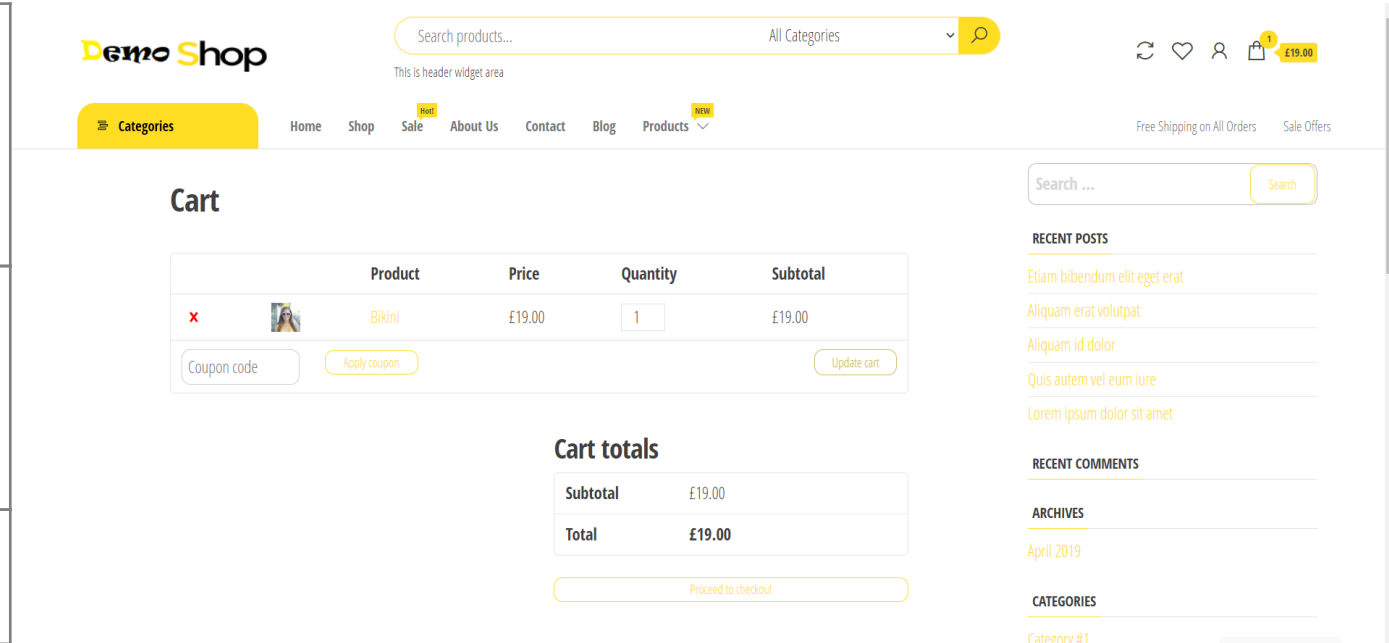 Demo Shop
Search products...
All Categories
1
£19.00
This is header widget area
Categories
Home
Shop
Sale
Hot!
About Us
Contact
Blog
Products
NEW
Free Shipping on All Orders
Sale Offers
Cart
Product Price Quantity Subtotal
Bikini £19.00 1 £19.00
Coupon code
Apply coupon
Update cart
Cart totals
Subtotal £19.00
Total £19.00
Proceed to checkout
Search ...
Search
RECENT POSTS
Etiam bibendum elit eget erat
Aliquam erat volutpat
Aliquam id dolor
Quis autem vel eum iure
Lorem ipsum dolor sit amet
RECENT COMMENTS
ARCHIVES
April 2019
CATEGORIES
Category #1